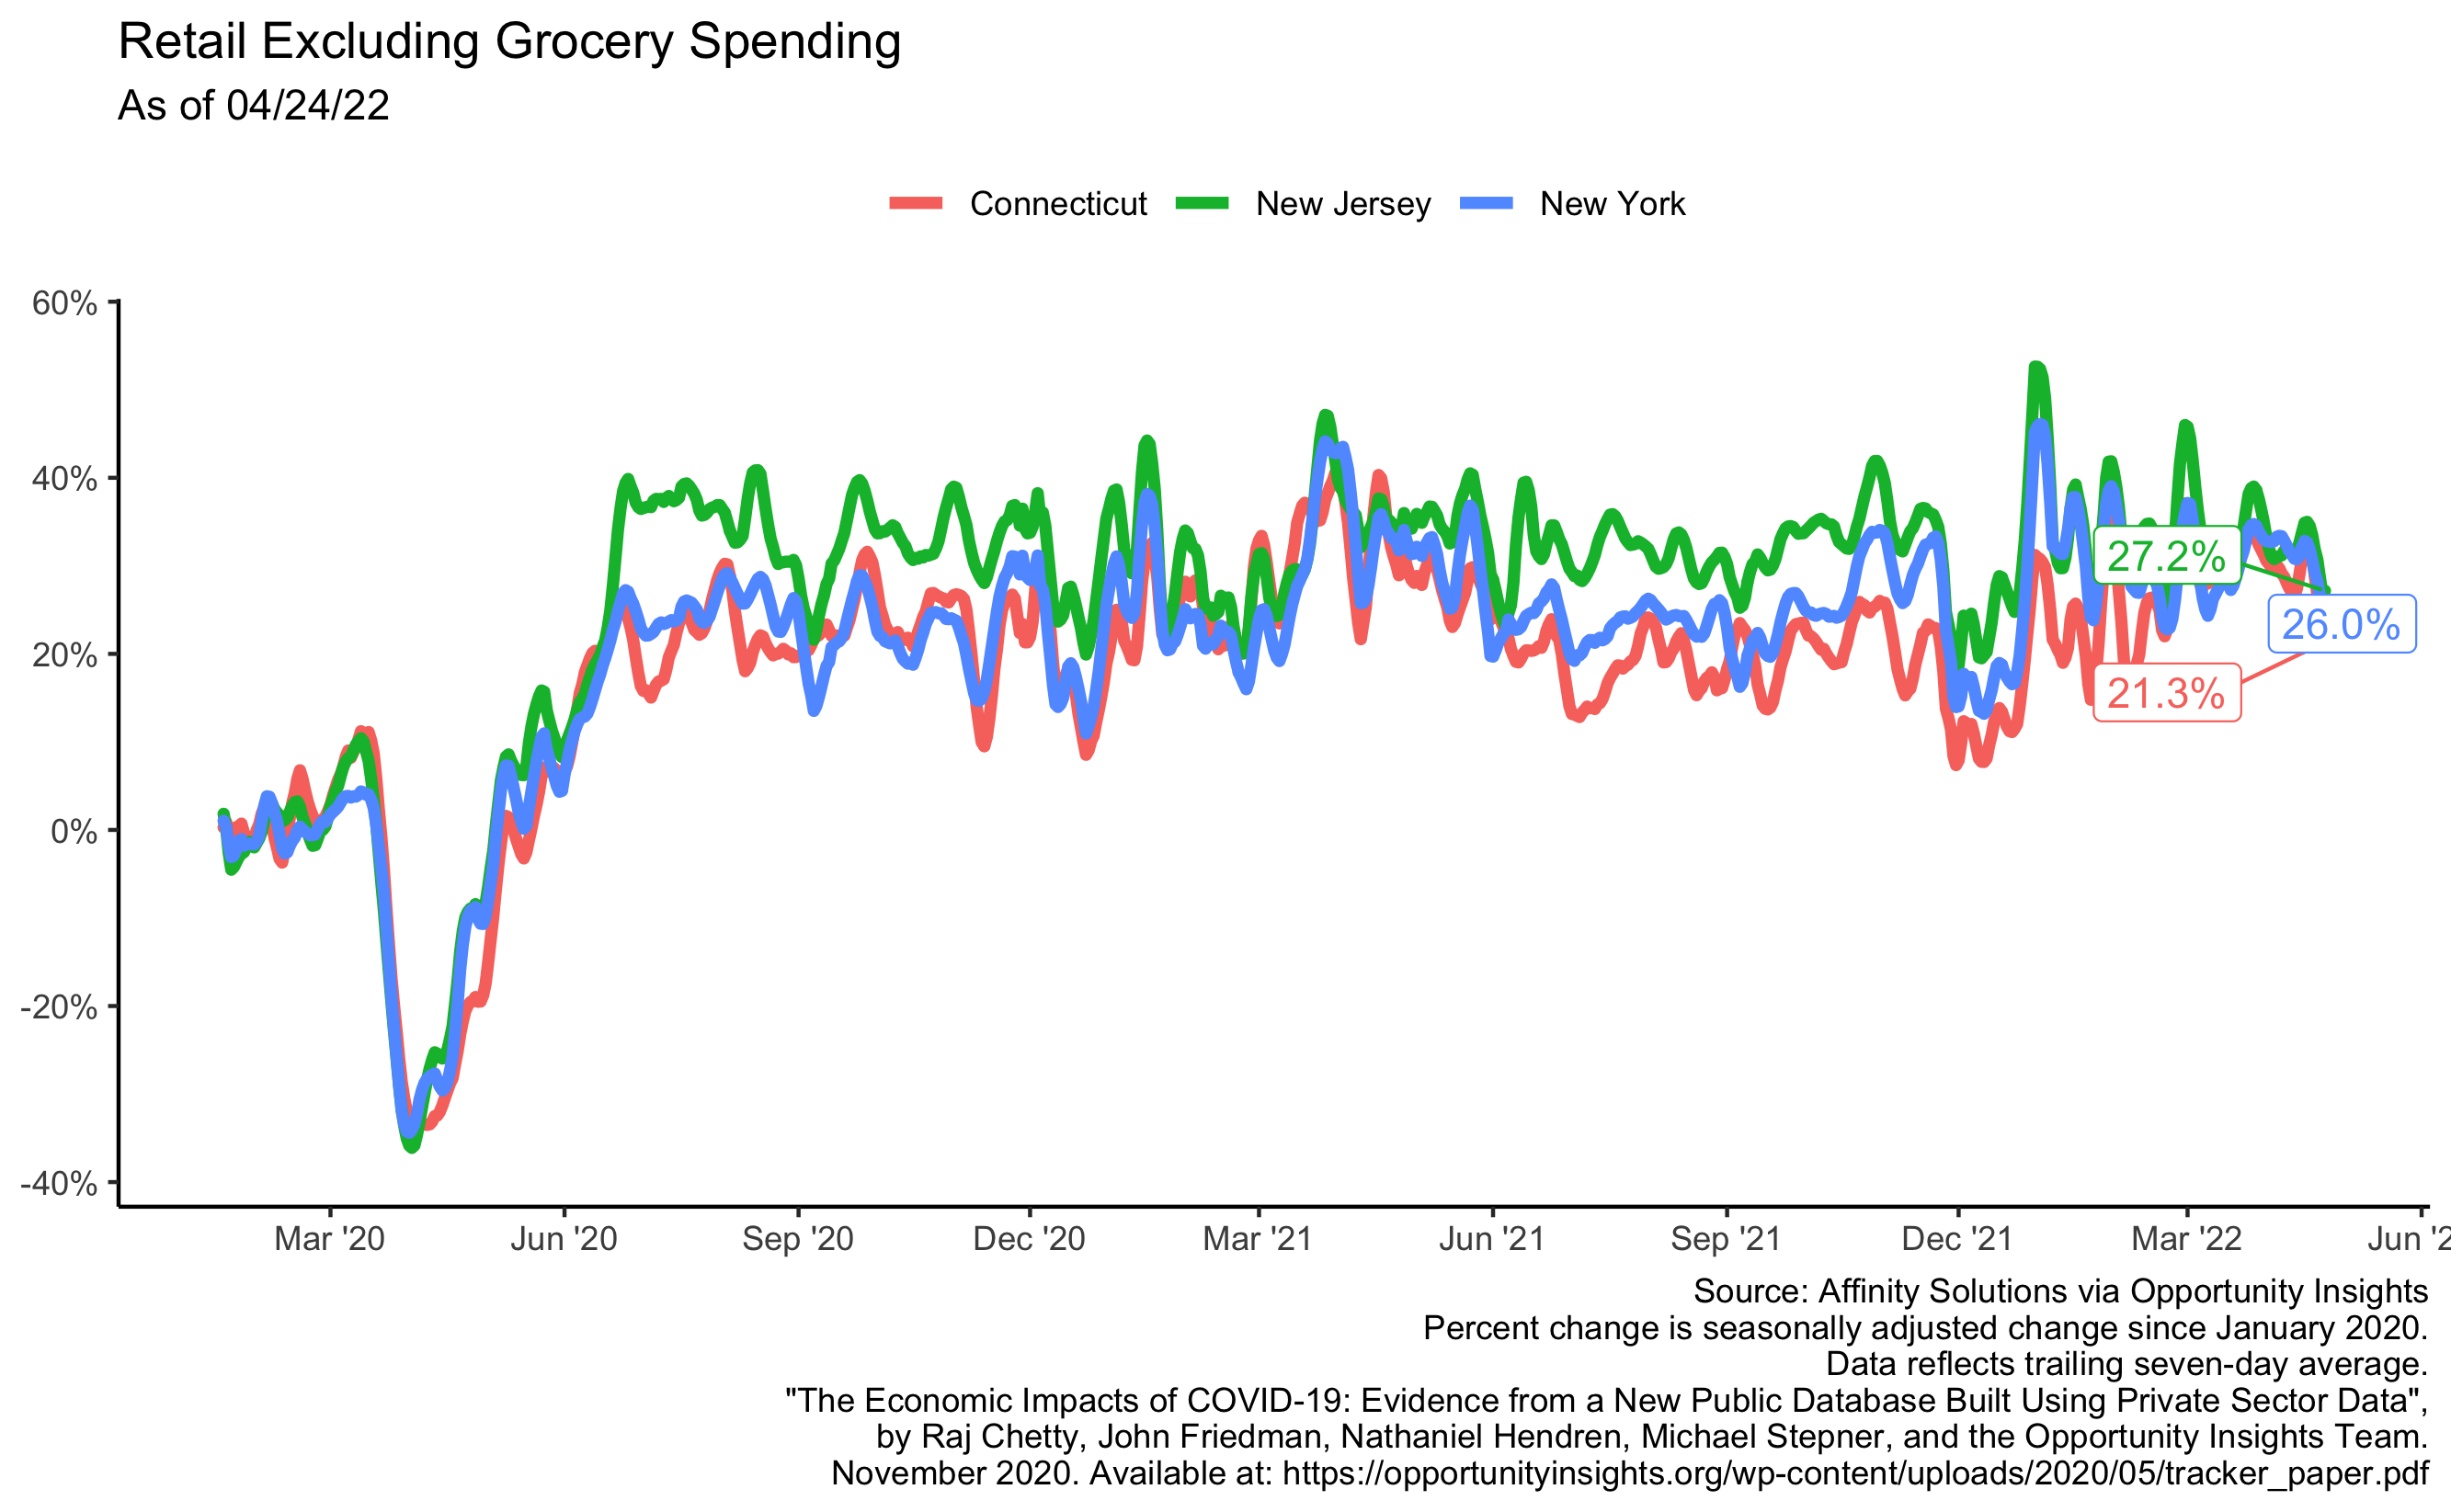 Retail Excluding Grocery Spending
As of 04/24/22
Connecticut New Jersey New York
60%
40%
20%
0%
-20%
-40%
27.2%
26.0%
21.3%
Mar '20 Jun '20 Sep '20 Dec '20 Mar '21 Jun '21 Sep '21 Dec '21 Mar '22 Jun '2
Source: Affinity Solutions via Opportunity Insights
Percent change is seasonally adjusted change since January 2020.
Data reflects trailing seven-day average.
"The Economic Impacts of COVID-19: Evidence from a New Public Database Built Using Private Sector Data",
by Raj Chetty, John Friedman, Nathaniel Hendren, Michael Stepner, and the Opportunity Insights Team.
November 2020. Available at: https://opportunityinsights.org/wp-content/uploads/2020/05/tracker_paper.pdf